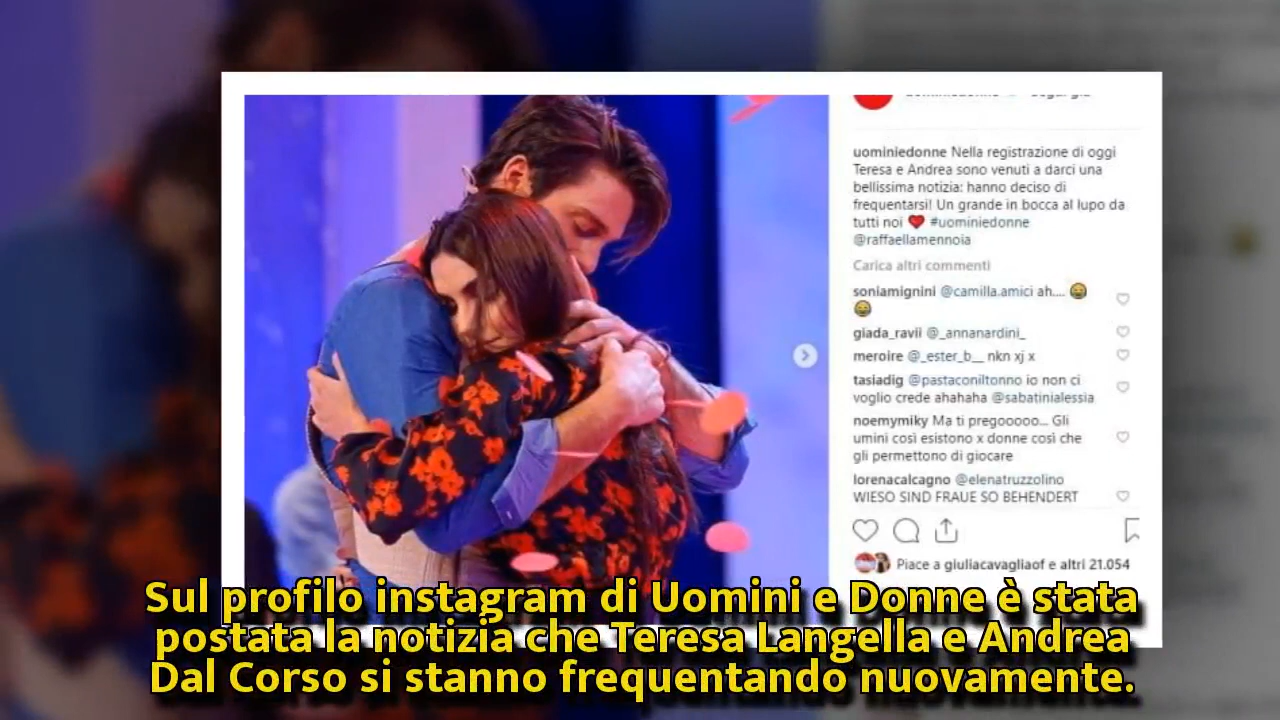 uominiedonne Nella registrazione di oggi
Teresa e Andrea sono venuti a darci una
bellissima notizia: hanno deciso di
frequentarsi! Un grande in bocca al lupo da
tutti noi ❤ #uominiedonne
@raffaellamennoia
Carica altri commenti
soniamignini @camilla.amici ah.... 😂
😂
giada_ravii @_annanardini_
meroire @_ester_b__ nkn xj x
tasiadig @pastaconiltonno io non ci
voglio crede ahahaha @sabatinialessia
noemymiky Ma ti pregooooo... Gli
umini così esistono x donne così che
gli permettono di giocare
lorenacalcagno @elenatruzzolino
WIESO SIND FRAUE SO BEHENDERT
Piace a giuliacavagliaof e altri 21.054
Sul profilo instagram di Uomini e Donne è stata
postata la notizia che Teresa Langella e Andrea
Dal Corso si stanno frequentando nuovamente.